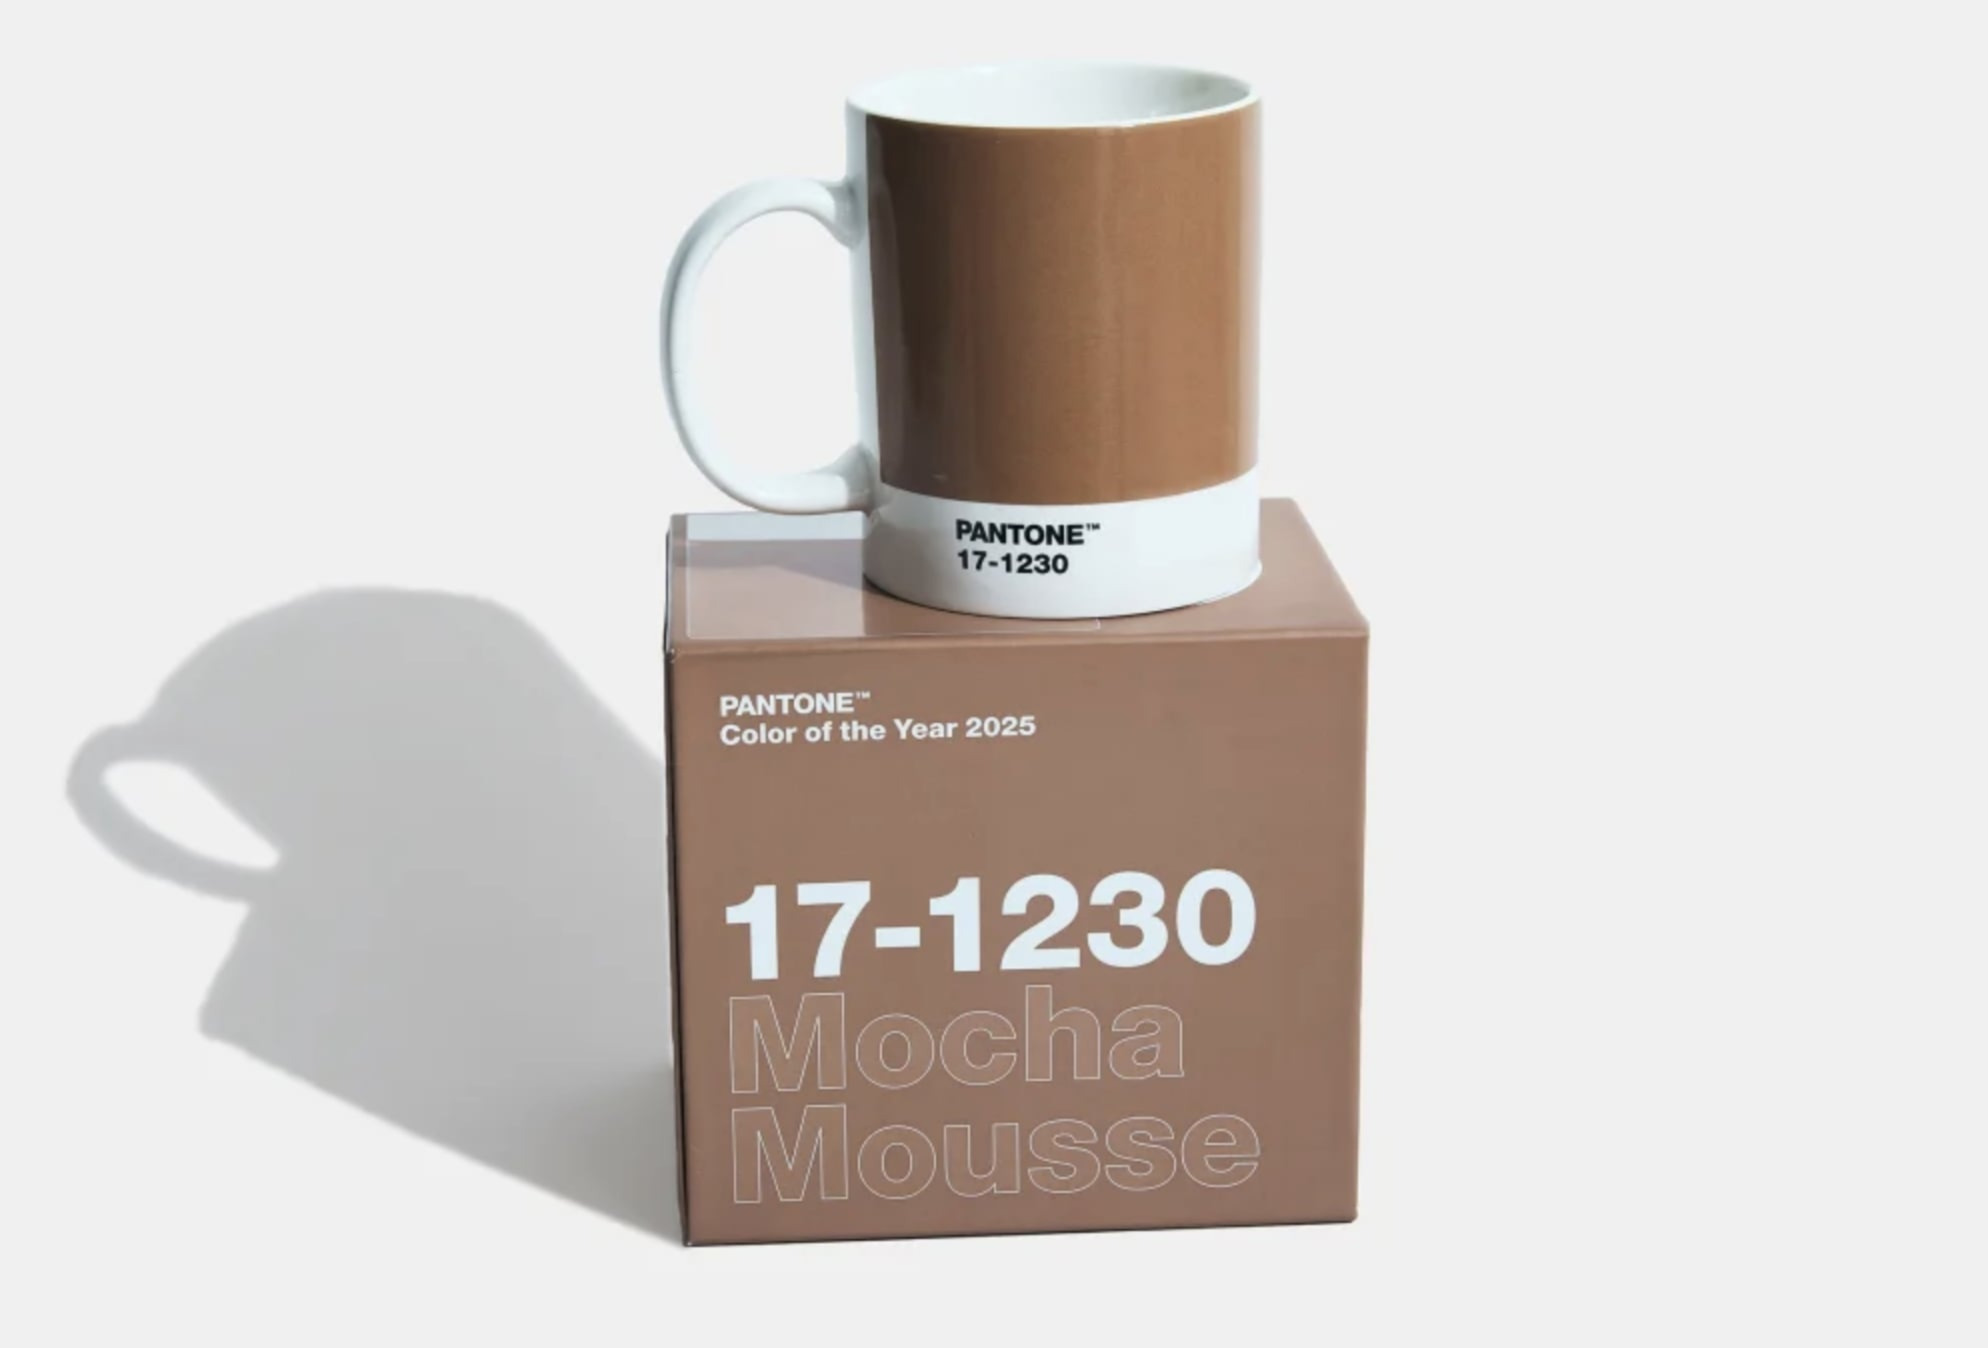 PANTONE™
17-1230
PANTONE™
Color of the Year 2025
17-1230
Mocha
Mousse